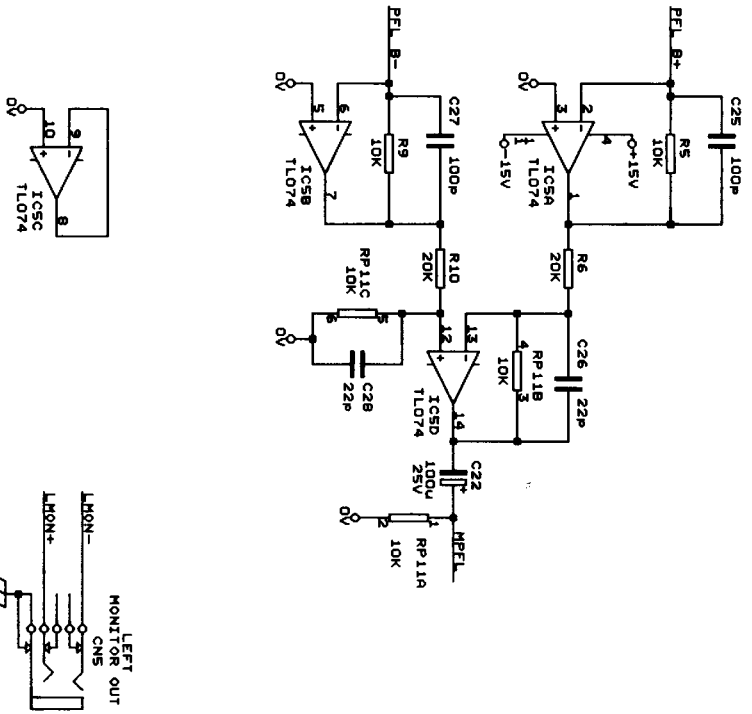 C25
100p
R5
10K
PFL B+
2
3
0V
4
+15V
11
-15V
1
IC5A
TL074
R6
20K
C26
22p
4
RP11B
3
10K
C27
100p
R9
10K
PFL B-
6
5
0V
7
IC5B
TL074
R10
20K
13
12
14
IC5D
TL074
C22
+
100u
25V
MPFL
1
RP11A
2
10K
0V
RP11C
10K
5
6
C28
22p
0V
9
10
0V
8
IC5C
TL074
LEFT
MONITOR OUT
CN5
LMON-
LMON+